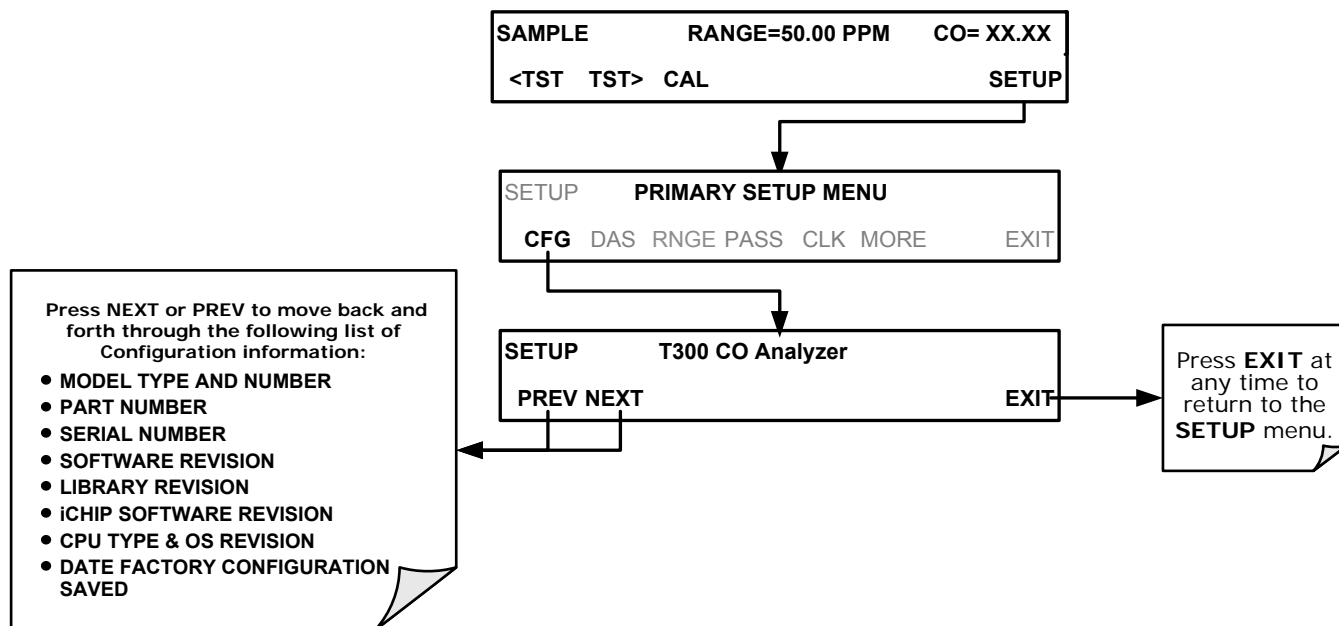 SAMPLE RANGE=50.00 PPM CO= XX.XX
<TST TST> CAL SETUP
SETUP PRIMARY SETUP MENU
CFG DAS RNGE PASS CLK MORE EXIT
SETUP T300 CO Analyzer
PREV NEXT EXIT
Press NEXT or PREV to move back and
forth through the following list of
Configuration information:
• MODEL TYPE AND NUMBER
• PART NUMBER
• SERIAL NUMBER
• SOFTWARE REVISION
• LIBRARY REVISION
• iCHIP SOFTWARE REVISION
• CPU TYPE & OS REVISION
• DATE FACTORY CONFIGURATION
SAVED
Press EXIT at
any time to
return to the
SETUP menu.